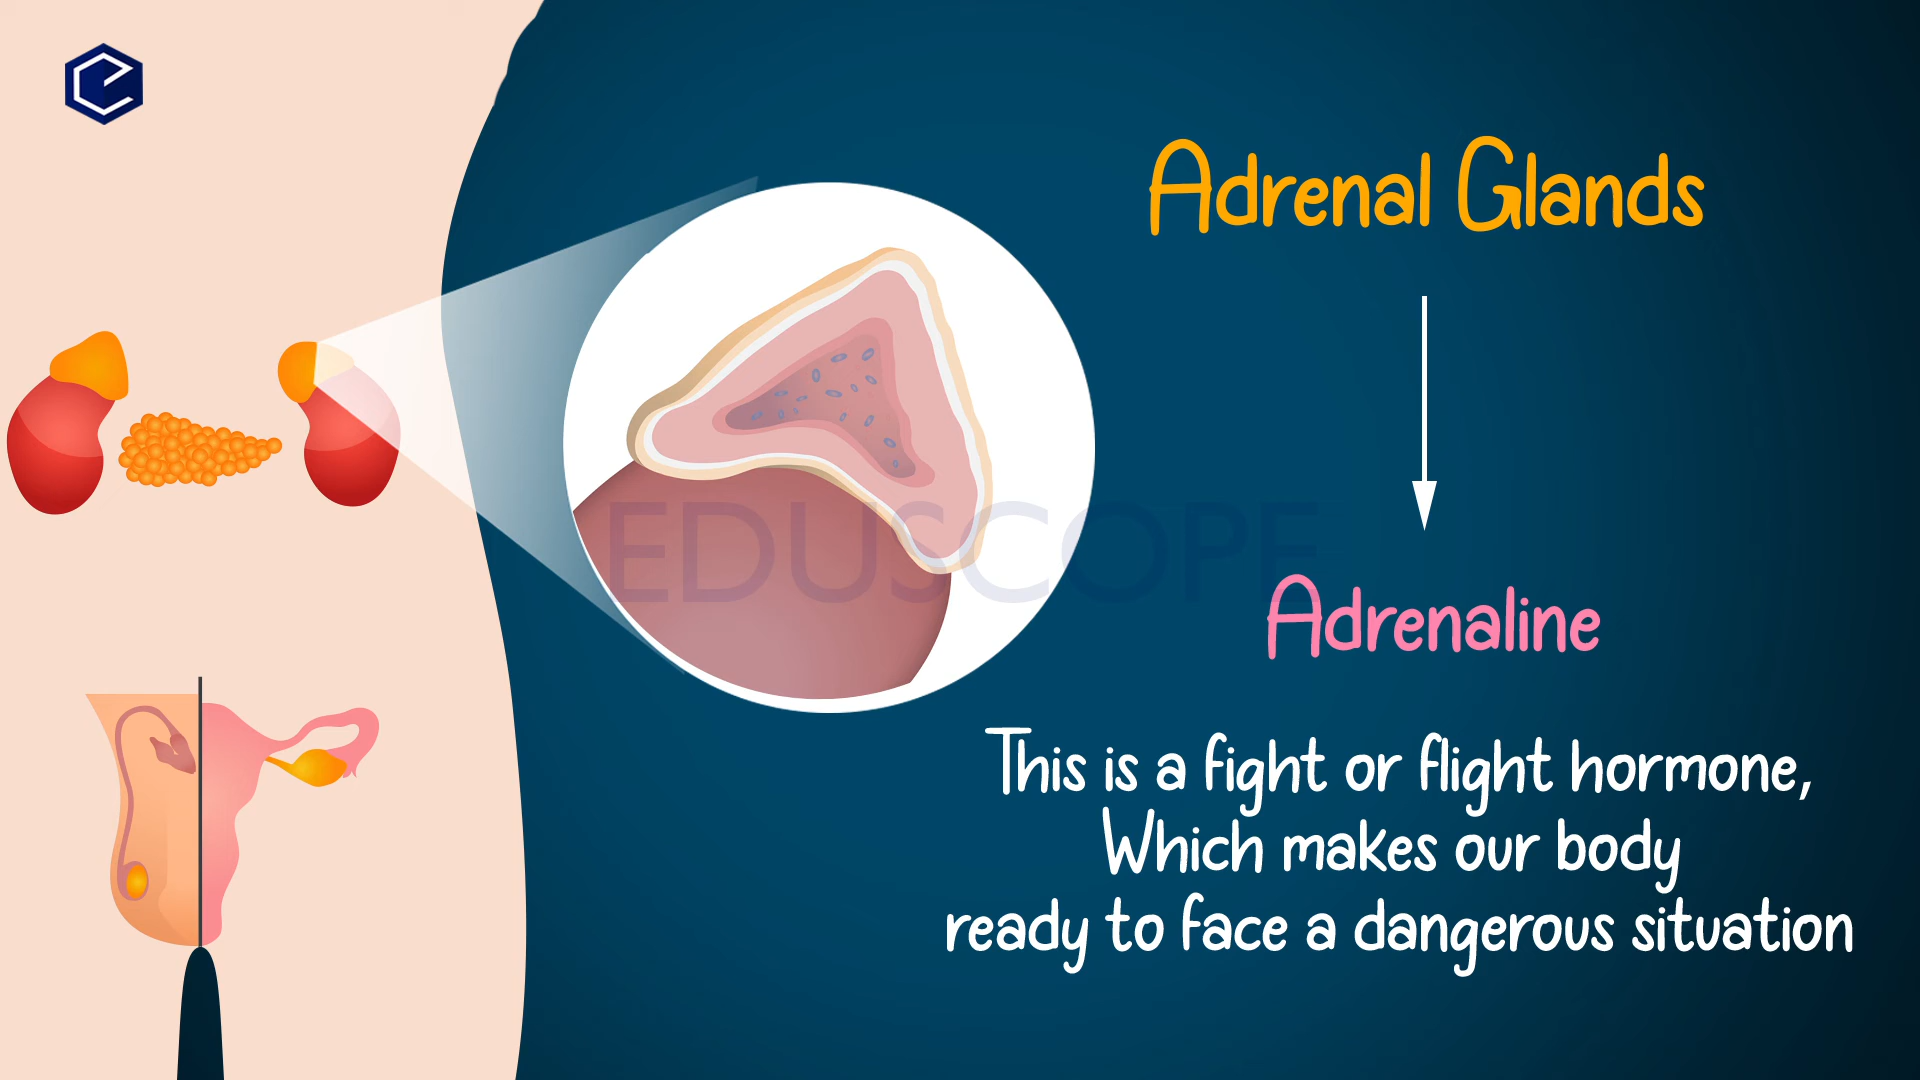 Adrenal Glands
EDUSCOPE
Adrenaline
This is a fight or flight hormone,
Which makes our body
ready to face a dangerous situation